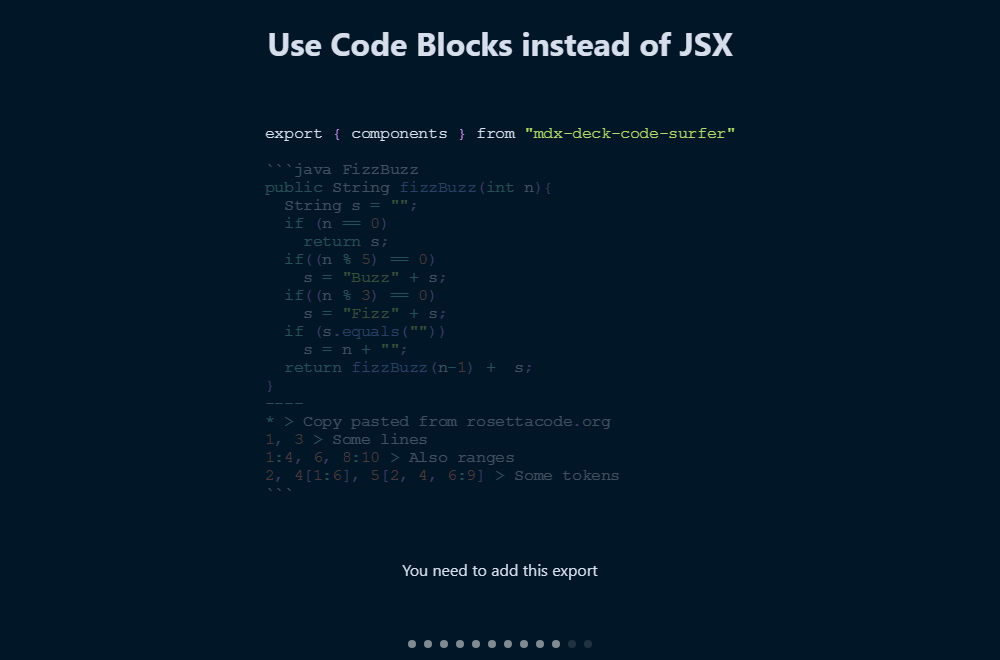 Use Code Blocks instead of JSX
export { components } from "mdx-deck-code-surfer"
```java FizzBuzz
public String fizzBuzz(int n){
  String s = "";
  if (n == 0)
    return s;
  if((n % 5) == 0)
    s = "Buzz" + s;
  if((n % 3) == 0)
    s = "Fizz" + s;
  if (s.equals(""))
    s = n + "";
  return fizzBuzz(n-1) +  s;
}
----
* > Copy pasted from rosettacode.org
1, 3 > Some lines
1:4, 6, 8:10 > Also ranges
2, 4[1:6], 5[2, 4, 6:9] > Some tokens
```
You need to add this export